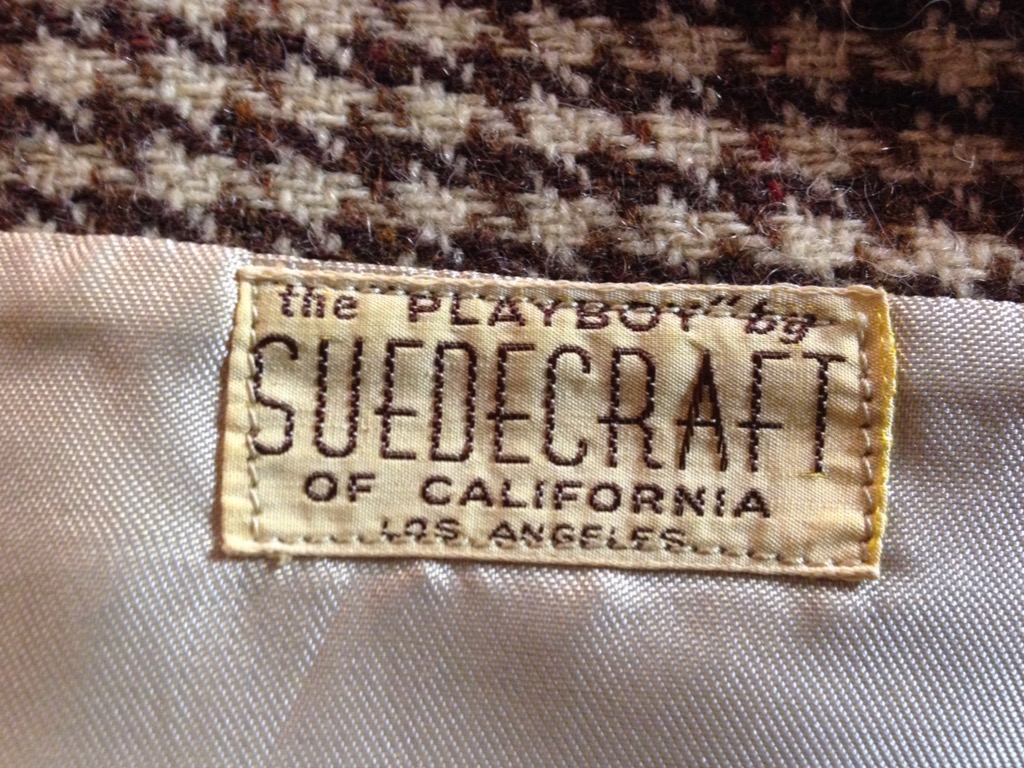 the "PLAYBOY" by
SUEDECRAFT
OF CALIFORNIA
LOS ANGELES